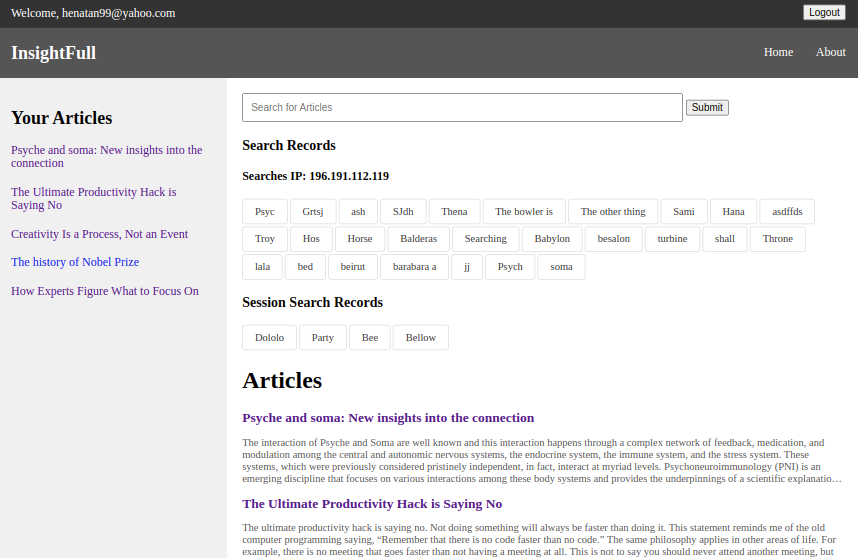 Welcome, henatan99@yahoo.com
Logout
InsightFull
Home About
Your Articles
Psyche and soma: New insights into the
connection
The Ultimate Productivity Hack is
Saying No
Creativity Is a Process, Not an Event
The history of Nobel Prize
How Experts Figure What to Focus On
Search for Articles
Submit
Search Records
Searches IP: 196.191.112.119
Psyc Grtsj ash SJdh Thena The bowler is The other thing Sami Hana asdffds
Troy Hos Horse Balderas Searching Babylon besalon turbine shall Throne
lala bed beirut barabara a jj Psych soma
Session Search Records
Dololo Party Bee Bellow
Articles
Psyche and soma: New insights into the connection
The interaction of Psyche and Soma are well known and this interaction happens through a complex network of feedback, medication, and
modulation among the central and autonomic nervous systems, the endocrine system, the immune system, and the stress system. These
systems, which were previously considered pristinely independent, in fact, interact at myriad levels. Psychoneuroimmunology (PNI) is an
emerging discipline that focuses on various interactions among these body systems and provides the underpinnings of a scientific explanatio…
The Ultimate Productivity Hack is Saying No
The ultimate productivity hack is saying no. Not doing something will always be faster than doing it. This statement reminds me of the old
computer programming saying, “Remember that there is no code faster than no code.” The same philosophy applies in other areas of life. For
example, there is no meeting that goes faster than not having a meeting at all. This is not to say you should never attend another meeting, but